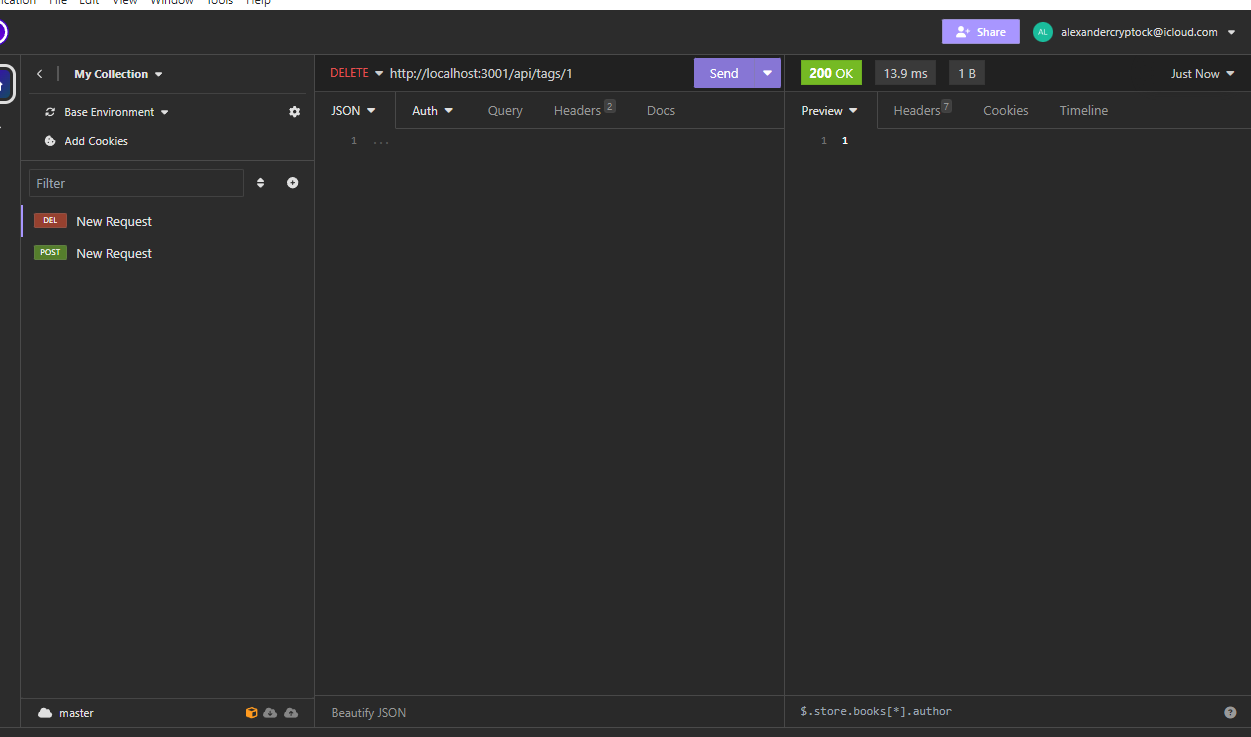 File Edit View Window Tools Help
Share AL alexandercryptock@icloud.com
My Collection
DELETE http://localhost:3001/api/tags/1 Send
200 OK 13.9 ms 1 B Just Now
Base Environment
JSON Auth Query Headers 2 Docs
Preview Headers 7 Cookies Timeline
Add Cookies
1 ...
1 1
Filter
DEL New Request
POST New Request
master
Beautify JSON
$.store.books[*].author